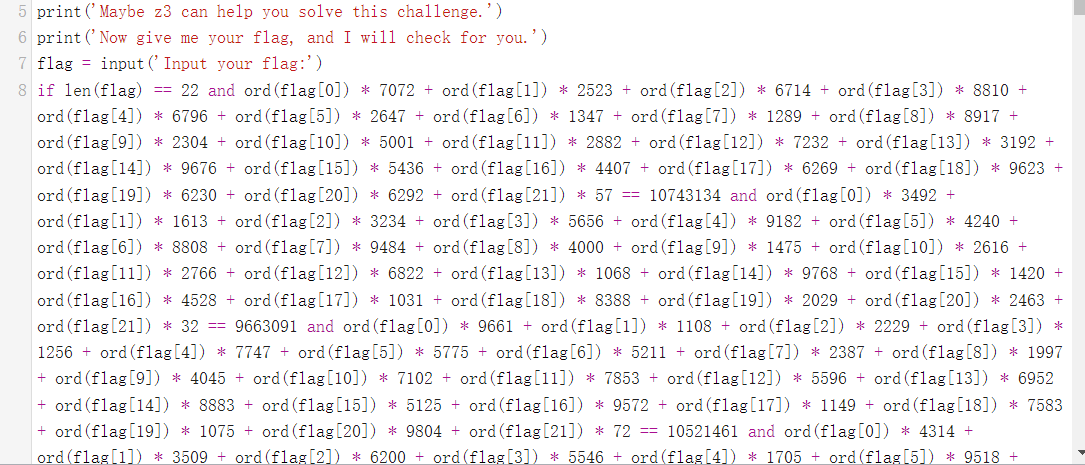 5 print('Maybe z3 can help you solve this challenge.')
6 print('Now give me your flag, and I will check for you.')
7 flag = input('Input your flag:')
8 if len(flag) == 22 and ord(flag[0]) * 7072 + ord(flag[1]) * 2523 + ord(flag[2]) * 6714 + ord(flag[3]) * 8810 +
ord(flag[4]) * 6796 + ord(flag[5]) * 2647 + ord(flag[6]) * 1347 + ord(flag[7]) * 1289 + ord(flag[8]) * 8917 +
ord(flag[9]) * 2304 + ord(flag[10]) * 5001 + ord(flag[11]) * 2882 + ord(flag[12]) * 7232 + ord(flag[13]) * 3192 +
ord(flag[14]) * 9676 + ord(flag[15]) * 5436 + ord(flag[16]) * 4407 + ord(flag[17]) * 6269 + ord(flag[18]) * 9623 +
ord(flag[19]) * 6230 + ord(flag[20]) * 6292 + ord(flag[21]) * 57 == 10743134 and ord(flag[0]) * 3492 +
ord(flag[1]) * 1613 + ord(flag[2]) * 3234 + ord(flag[3]) * 5656 + ord(flag[4]) * 9182 + ord(flag[5]) * 4240 +
ord(flag[6]) * 8808 + ord(flag[7]) * 9484 + ord(flag[8]) * 4000 + ord(flag[9]) * 1475 + ord(flag[10]) * 2616 +
ord(flag[11]) * 2766 + ord(flag[12]) * 6822 + ord(flag[13]) * 1068 + ord(flag[14]) * 9768 + ord(flag[15]) * 1420 +
ord(flag[16]) * 4528 + ord(flag[17]) * 1031 + ord(flag[18]) * 8388 + ord(flag[19]) * 2029 + ord(flag[20]) * 2463 +
ord(flag[21]) * 32 == 9663091 and ord(flag[0]) * 9661 + ord(flag[1]) * 1108 + ord(flag[2]) * 2229 + ord(flag[3]) *
1256 + ord(flag[4]) * 7747 + ord(flag[5]) * 5775 + ord(flag[6]) * 5211 + ord(flag[7]) * 2387 + ord(flag[8]) * 1997
+ ord(flag[9]) * 4045 + ord(flag[10]) * 7102 + ord(flag[11]) * 7853 + ord(flag[12]) * 5596 + ord(flag[13]) * 6952
+ ord(flag[14]) * 8883 + ord(flag[15]) * 5125 + ord(flag[16]) * 9572 + ord(flag[17]) * 1149 + ord(flag[18]) * 7583
+ ord(flag[19]) * 1075 + ord(flag[20]) * 9804 + ord(flag[21]) * 72 == 10521461 and ord(flag[0]) * 4314 +
ord(flag[1]) * 3509 + ord(flag[2]) * 6200 + ord(flag[3]) * 5546 + ord(flag[4]) * 1705 + ord(flag[5]) * 9518 +